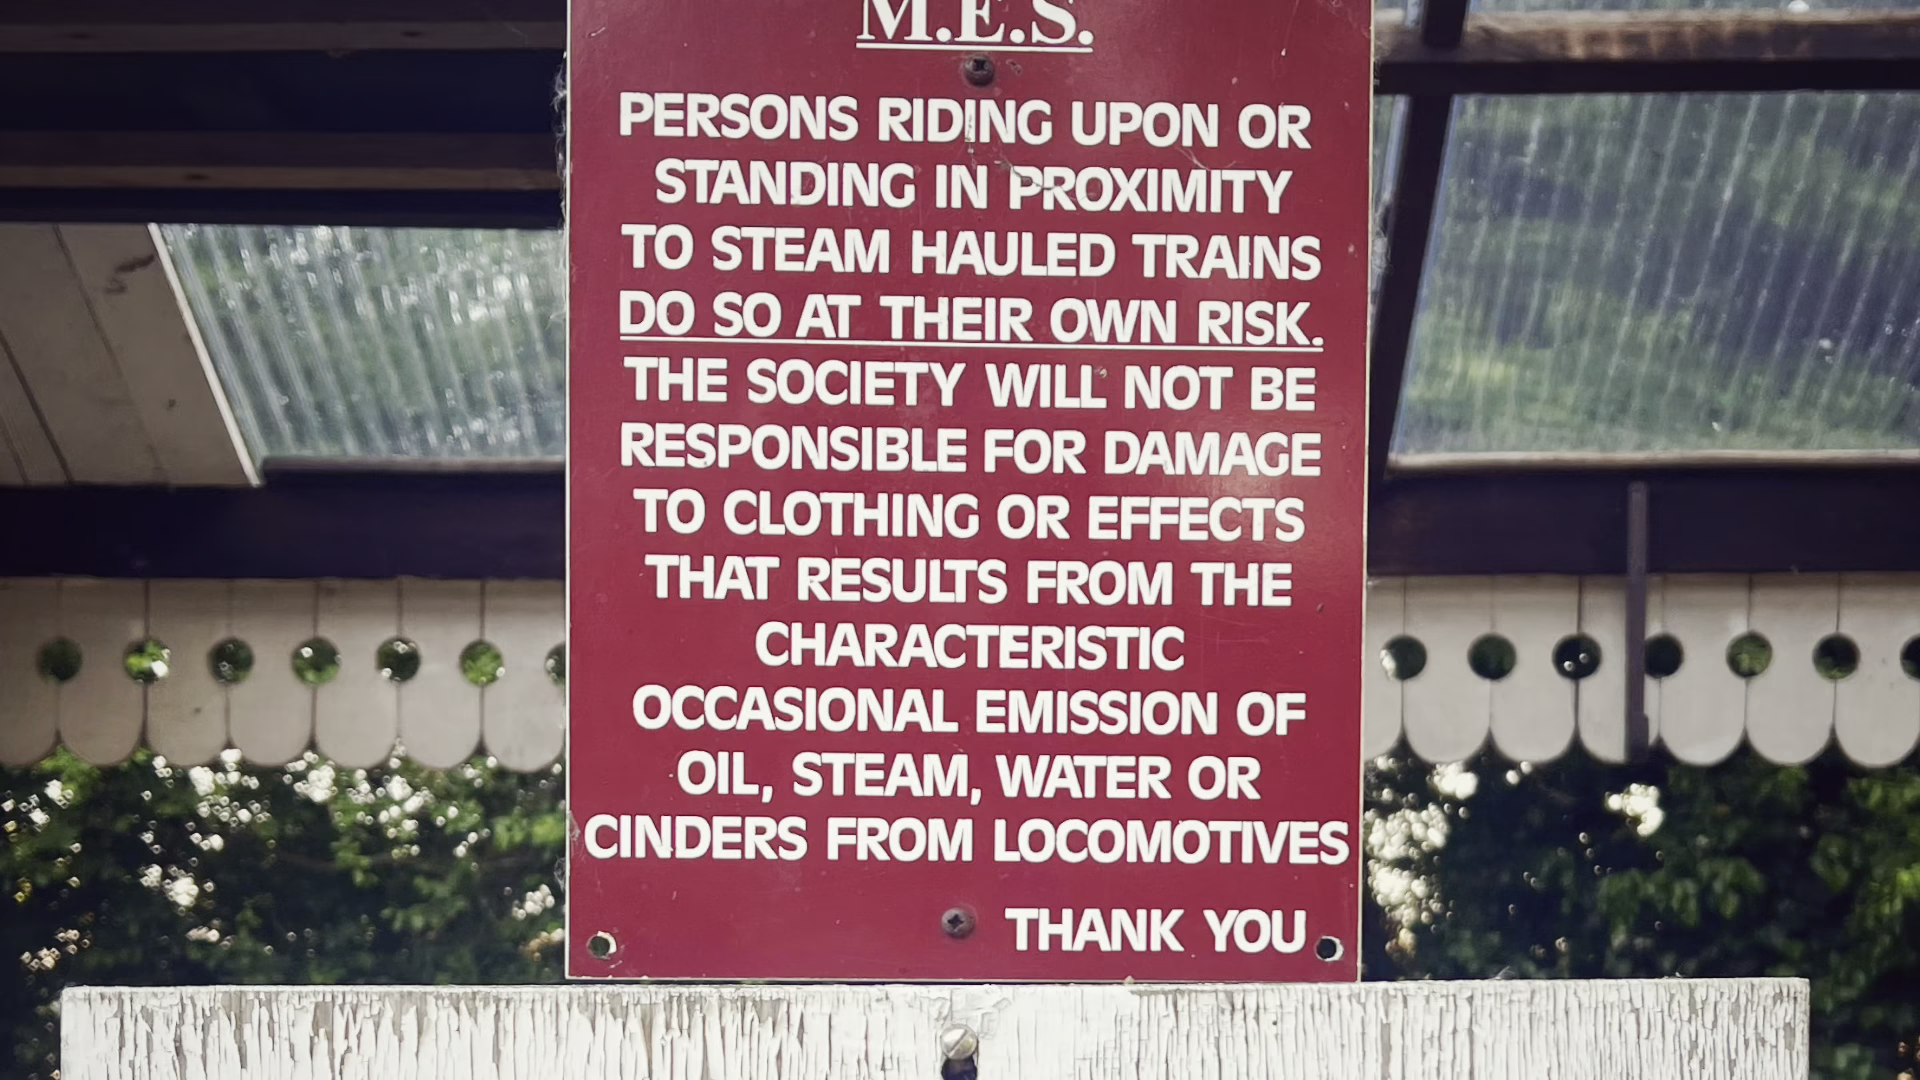 M.E.S.
PERSONS RIDING UPON OR
STANDING IN PROXIMITY
TO STEAM HAULED TRAINS
DO SO AT THEIR OWN RISK.
THE SOCIETY WILL NOT BE
RESPONSIBLE FOR DAMAGE
TO CLOTHING OR EFFECTS
THAT RESULTS FROM THE
CHARACTERISTIC
OCCASIONAL EMISSION OF
OIL, STEAM, WATER OR
CINDERS FROM LOCOMOTIVES
THANK YOU